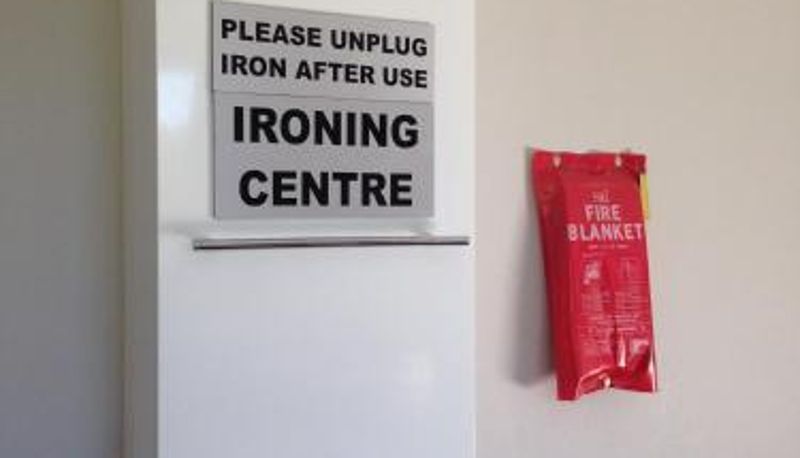 PLEASE UNPLUG
IRON AFTER USE
IRONING
CENTRE
FIRE
BLANKET